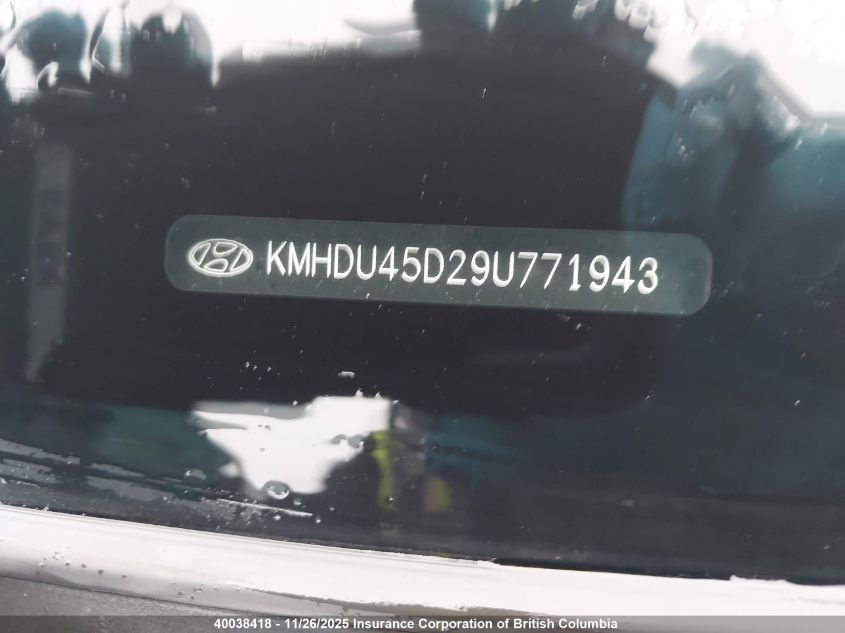 KMHDU45D29U771943
40038418 - 11/26/2025 Insurance Corporation of British Columbia